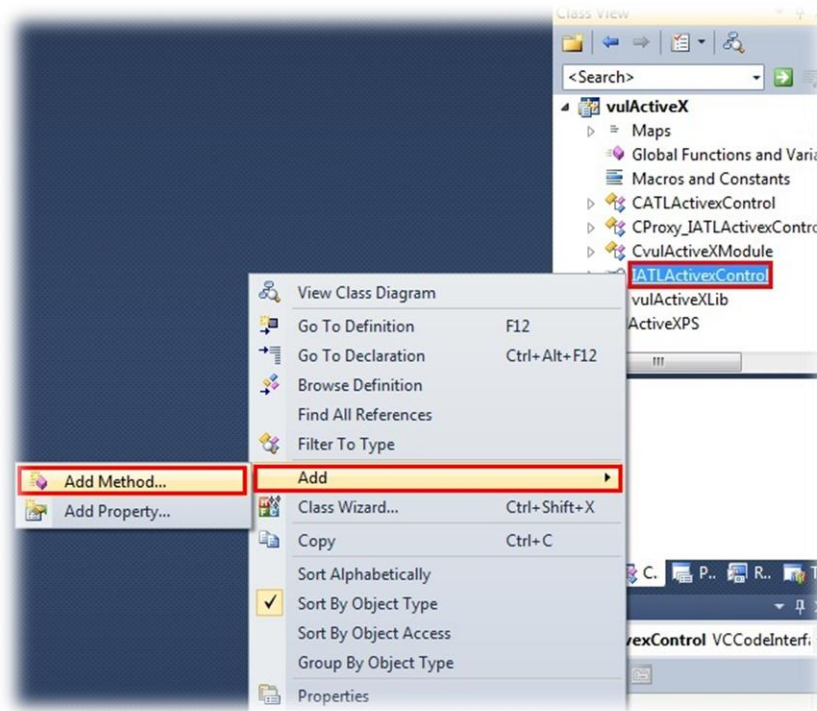 Class View
<Search>
vulActiveX
Maps
Global Functions and Varia
Macros and Constants
CATLActivexControl
CProxy_IATLActivexContro
CvulActiveXModule
IATLActivexControl
vulActiveXLib
ActiveXPS
View Class Diagram
Go To Definition F12
Go To Declaration Ctrl+Alt+F12
Browse Definition
Find All References
Filter To Type
Add
Add Method...
Add Property...
Class Wizard... Ctrl+Shift+X
Copy Ctrl+C
Sort Alphabetically
Sort By Object Type
Sort By Object Access
Group By Object Type
Properties
C. P.. R.. T
vexControl VCCodeInterfa